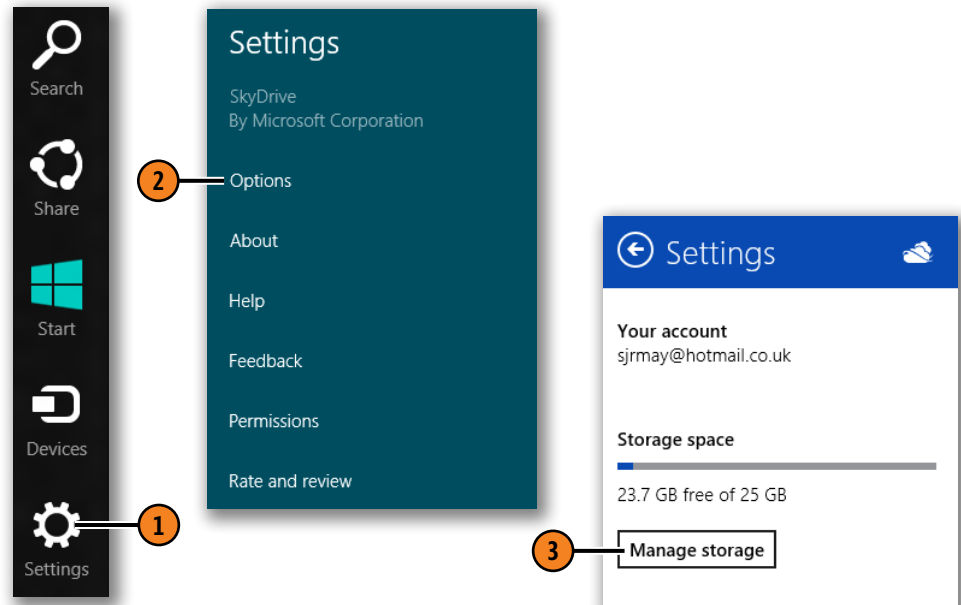 Search
Share
Start
Devices
1
Settings
Settings
SkyDrive
By Microsoft Corporation
2
Options
About
Help
Feedback
Permissions
Rate and review
Settings
Your account
sjrmay@hotmail.co.uk
Storage space
23.7 GB free of 25 GB
3
Manage storage